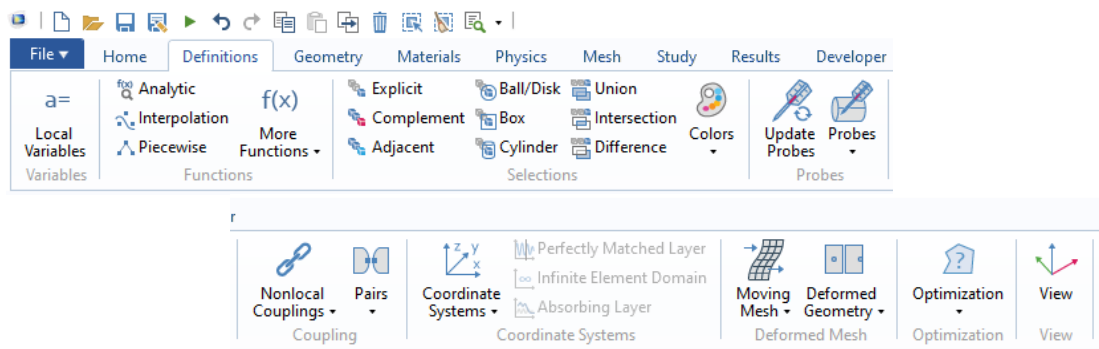 File Home Definitions Geometry Materials Physics Mesh Study Results Developer
a= f(x) Analytic f(x) Explicit Ball/Disk Union
Interpolation Complement Box Intersection
Local Variables More Functions Colors Update Probes Probes
Piecewise Adjacent Cylinder Difference
Variables Functions Selections Probes
r
z y x Perfectly Matched Layer ?
∞ Infinite Element Domain
Nonlocal Pairs Coordinate Moving Deformed Optimization View
Couplings Systems Absorbing Layer Mesh Geometry
Coupling Coordinate Systems Deformed Mesh Optimization View